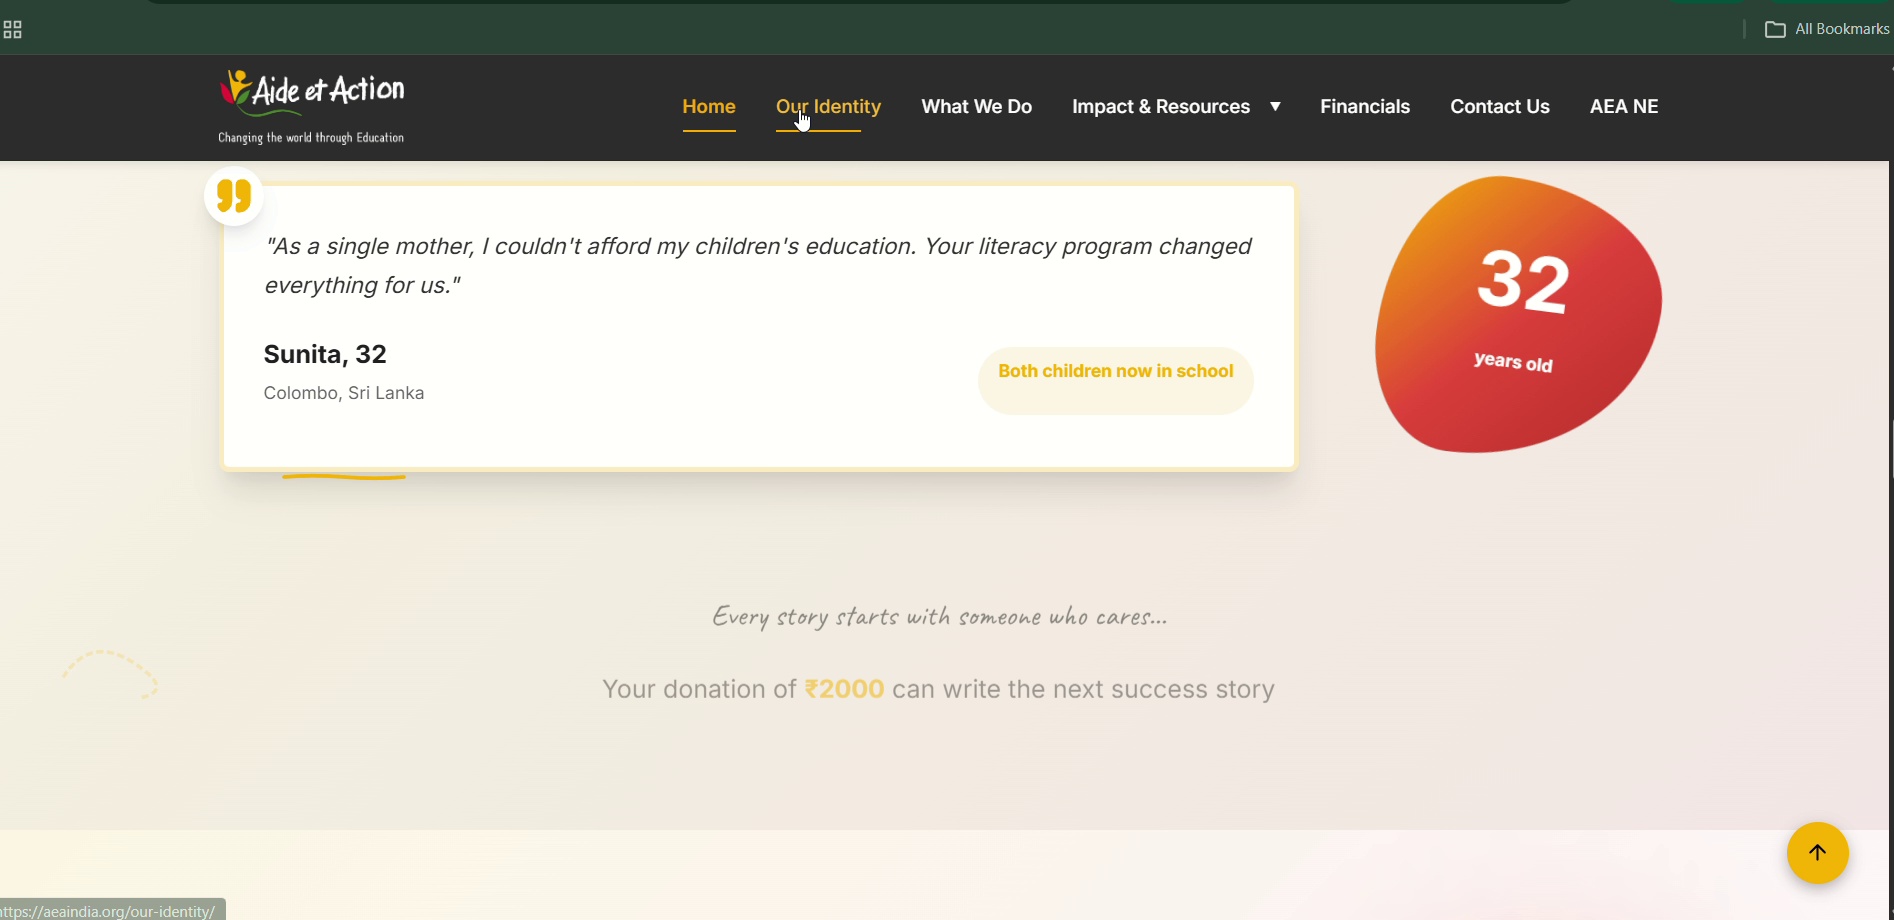 All Bookmarks
Aide et Action
Changing the world through Education
Home Our Identity What We Do Impact & Resources ▼ Financials Contact Us AEA NE
"As a single mother, I couldn't afford my children's education. Your literacy program changed
everything for us."
Sunita, 32
Colombo, Sri Lanka
Both children now in school
32
years old
Every story starts with someone who cares...
Your donation of ₹2000 can write the next success story
https://aeaindia.org/our-identity/